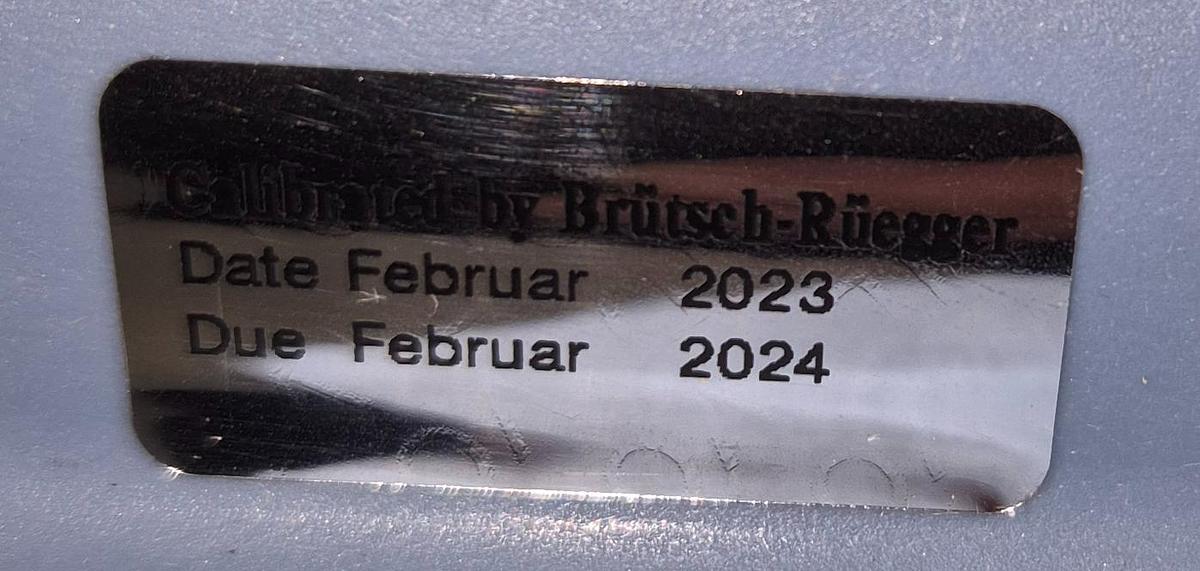 Calibrated by Brütsch-Rüegger
Date Februar 2023
Due Februar 2024